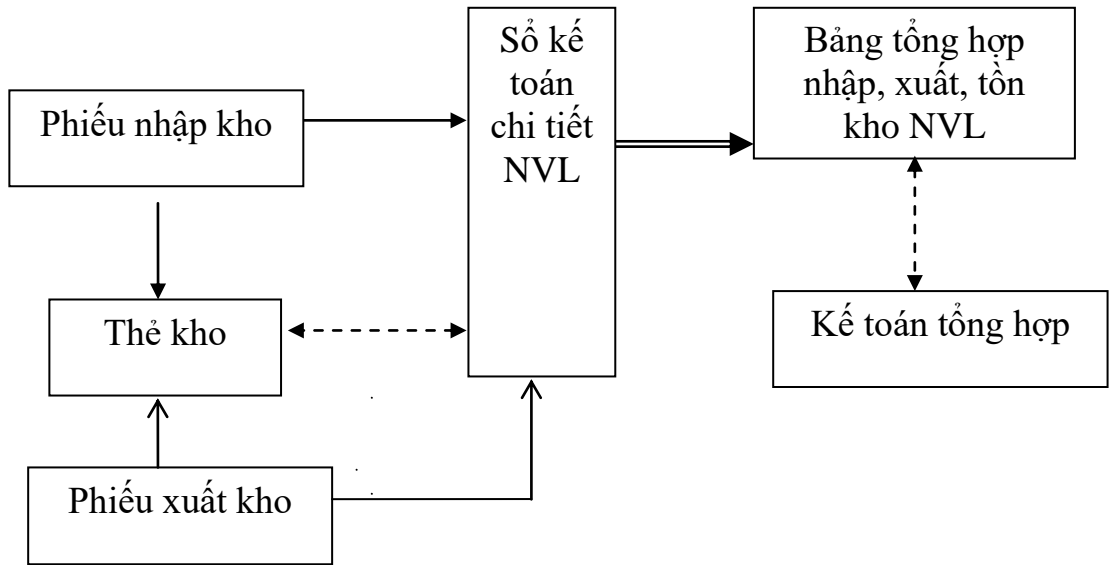 Phiếu nhập kho
Thẻ kho
Phiếu xuất kho
Sổ kế
toán
chi tiết
NVL
Bảng tổng hợp
nhập, xuất, tồn
kho NVL
Kế toán tổng hợp